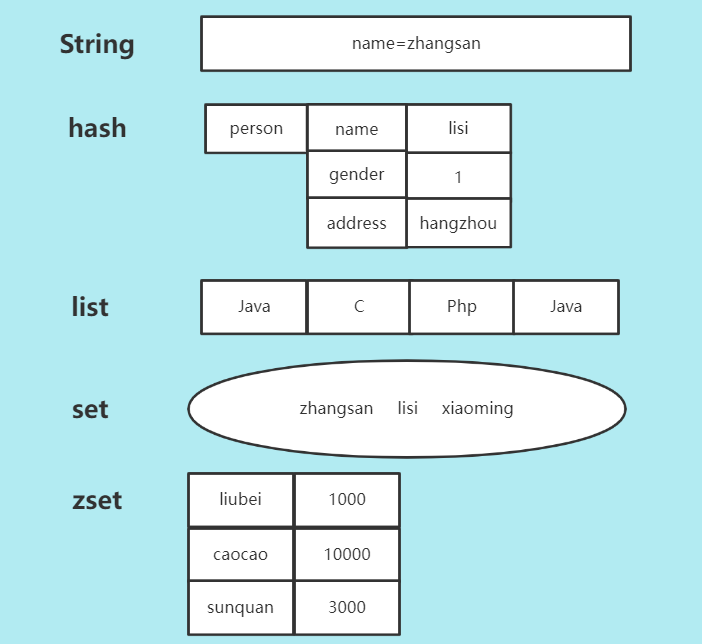 String name=zhangsan
hash person name lisi
gender 1
address hangzhou
list Java C Php Java
set zhangsan lisi xiaoming
zset liubei 1000
caocao 10000
sunquan 3000